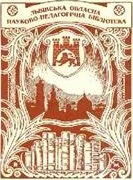 ЛЬВІВСЬКА ОБЛАСНА
НАУКОВО-ПЕДАГОГІЧНА БІБЛІОТЕКА